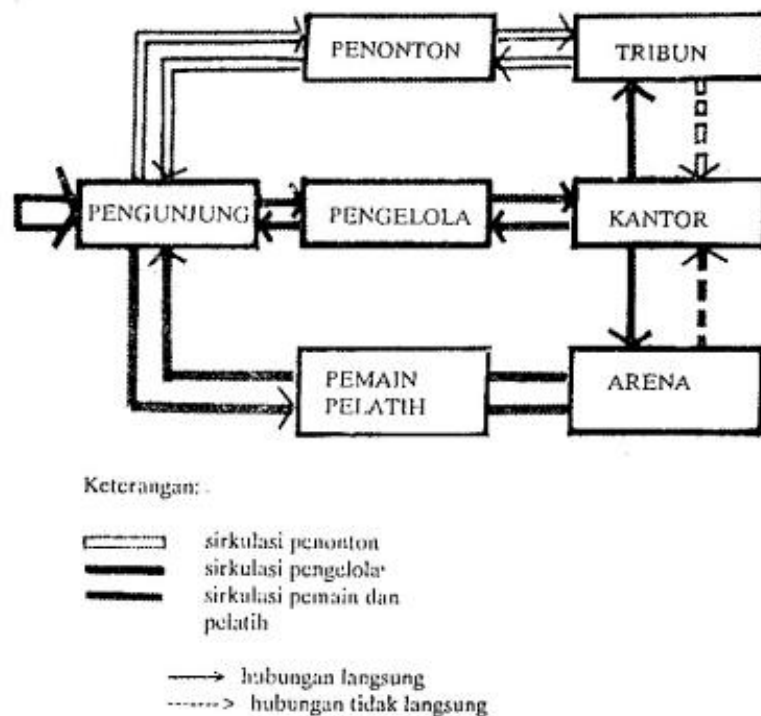 PENONTON
TRIBUN
PENGUNJUNG
PENGELOLA
KANTOR
PEMAIN
PELATIH
ARENA
Keterangan:
sirkulasi penonton
sirkulasi pengelola
sirkulasi pemain dan
pelatih
hubungan langsung
hubungan tidak langsung